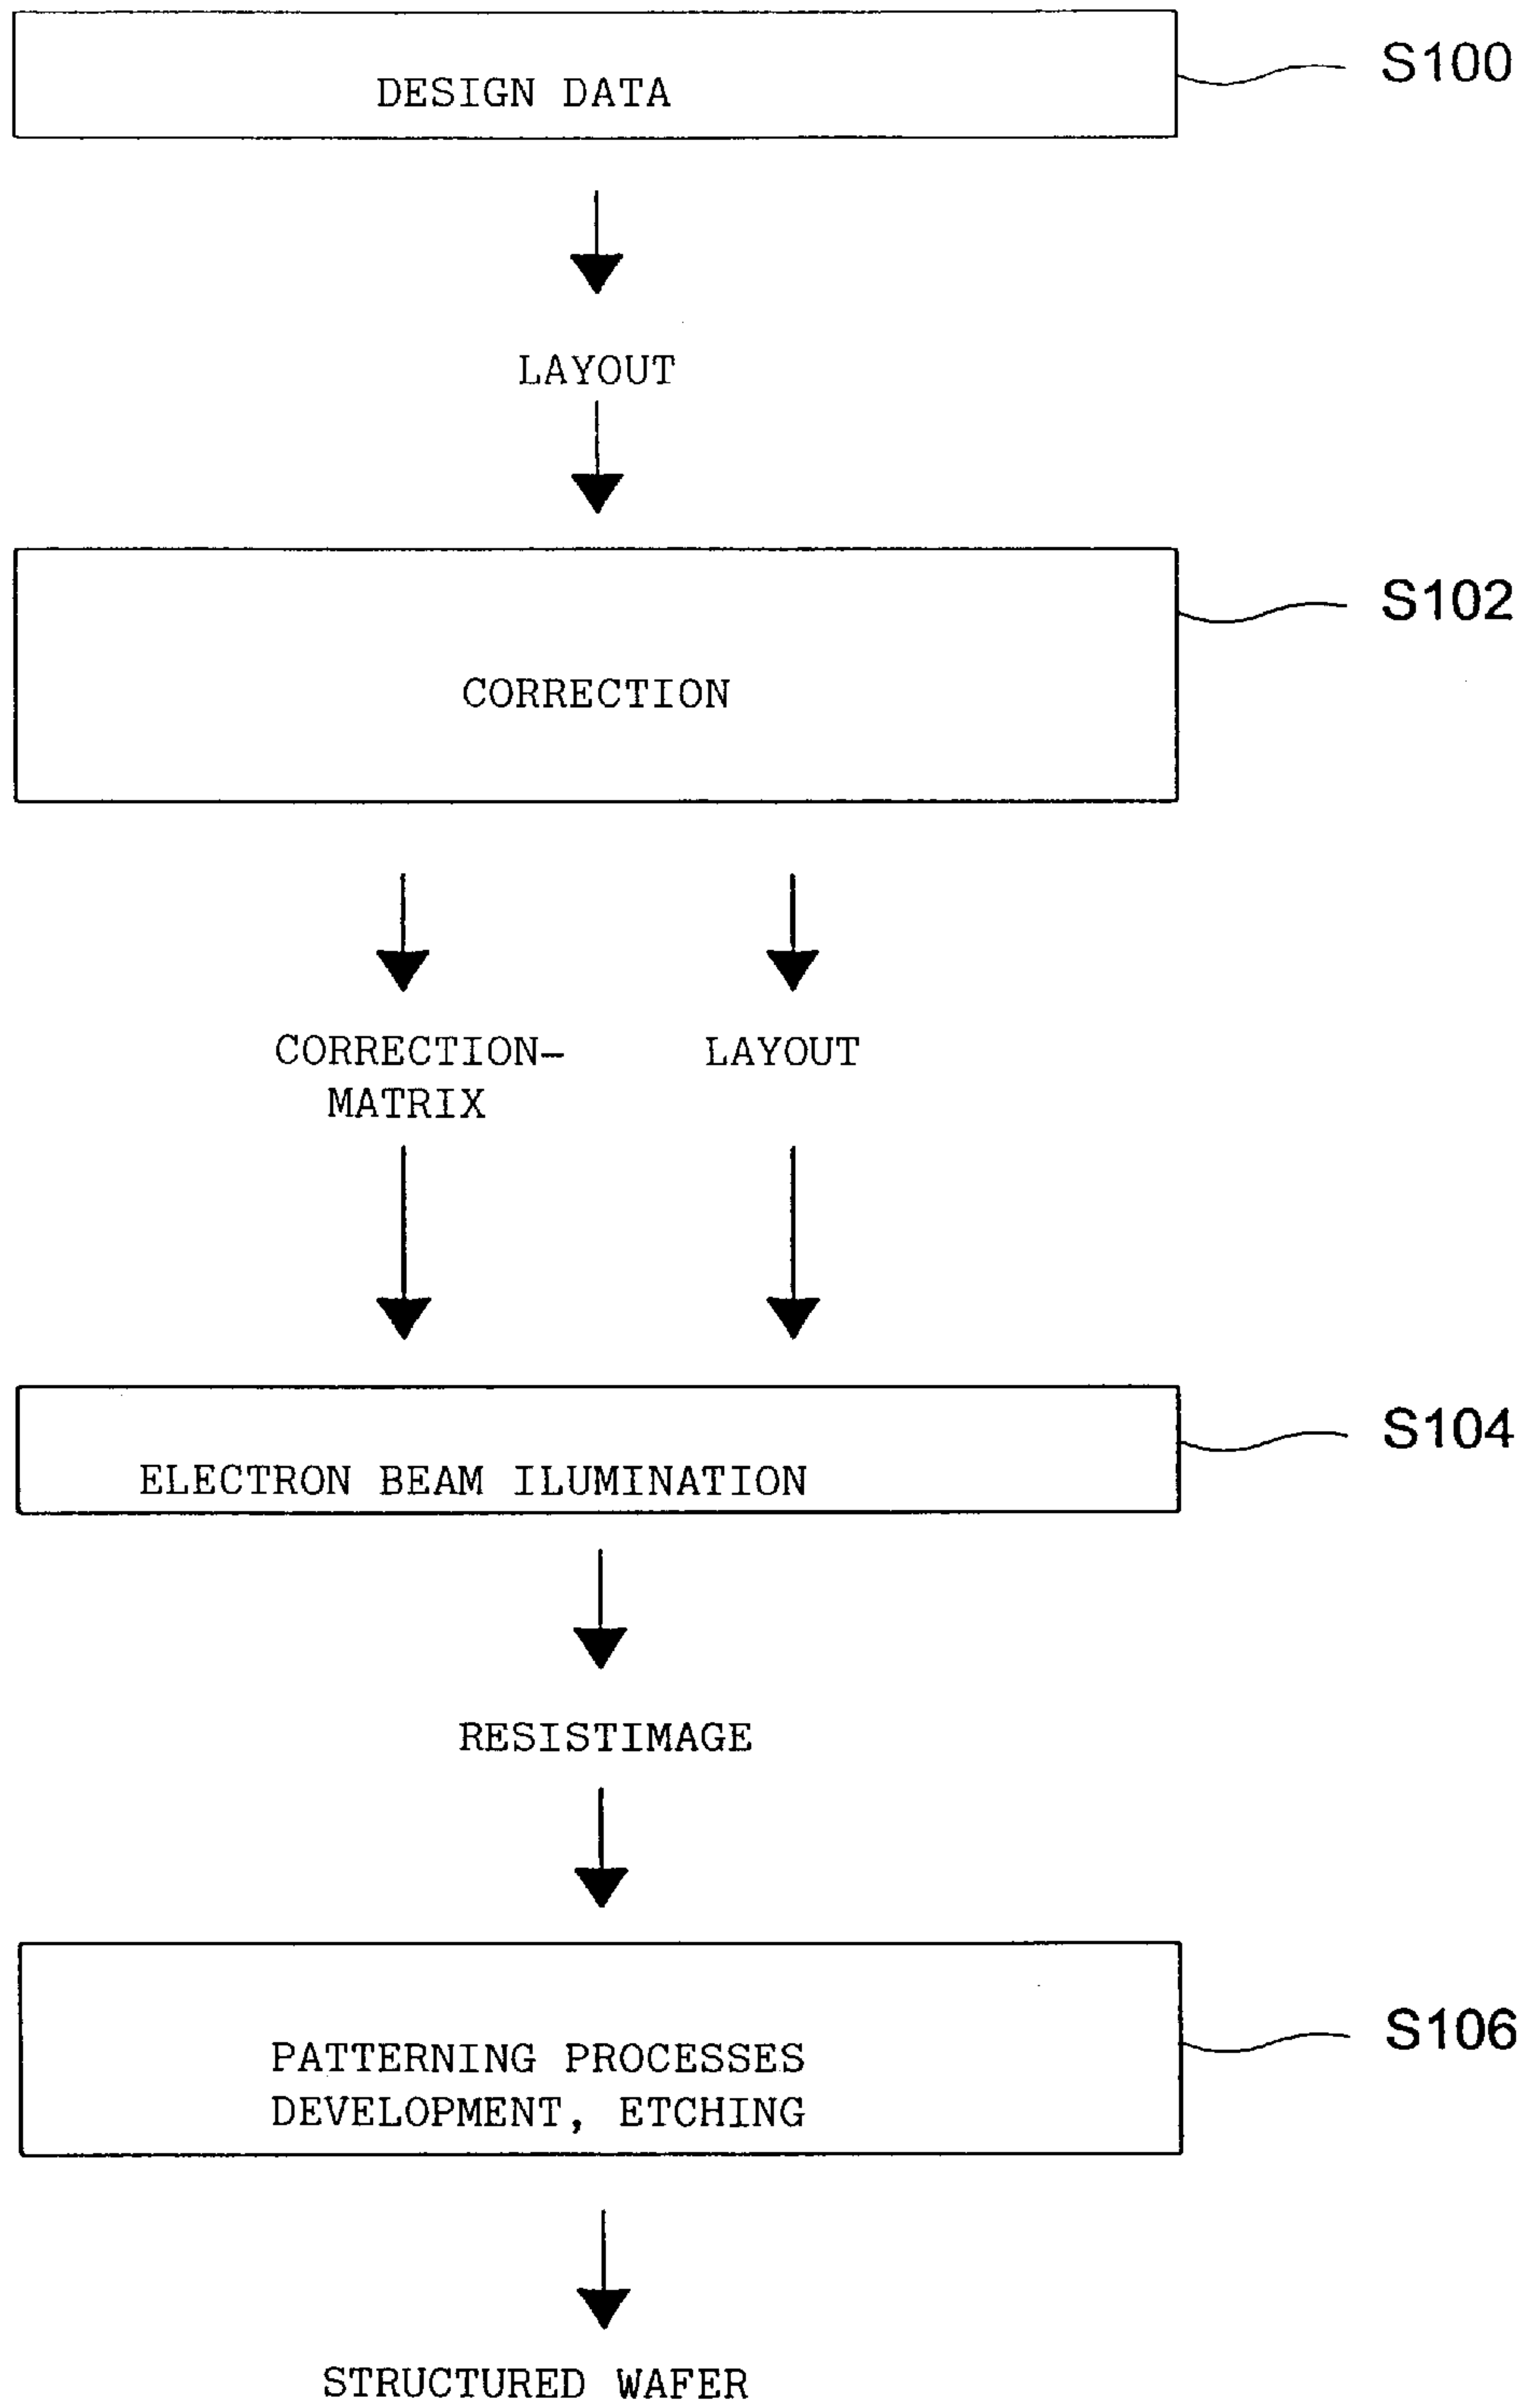 DESIGN DATA
S100
LAYOUT
S102
CORRECTION
CORRECTION-
MATRIX
LAYOUT
S104
ELECTRON BEAM ILUMINATION
RESISTIMAGE
S106
PATTERNING PROCESSES
DEVELOPMENT, ETCHING
STRUCTURED WAFER